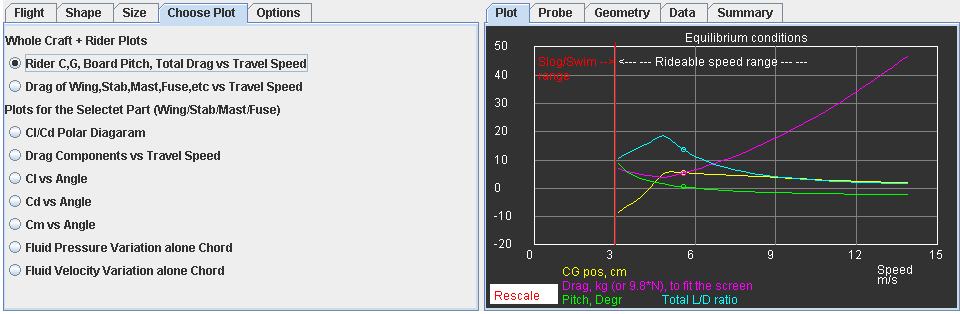 Flight Shape Size Choose Plot Options
Whole Craft + Rider Plots
Rider C,G, Board Pitch, Total Drag vs Travel Speed
Drag of Wing,Stab,Mast,Fuse,etc vs Travel Speed
Plots for the Selectet Part (Wing/Stab/Mast/Fuse)
Cl/Cd Polar Diagaram
Drag Components vs Travel Speed
Cl vs Angle
Cd vs Angle
Cm vs Angle
Fluid Pressure Variation alone Chord
Fluid Velocity Variation alone Chord
Plot Probe Geometry Data Summary
Equilibrium conditions
50
Slog/Swim --> <--- --- Rideable speed range --- ---
range
40
30
20
10
0
-10
-20
0 3 6 9 12 15
CG pos, cm
Speed
m/s
Drag, kg (or 9.8*N), to fit the screen
Rescale
Pitch, Degr Total L/D ratio